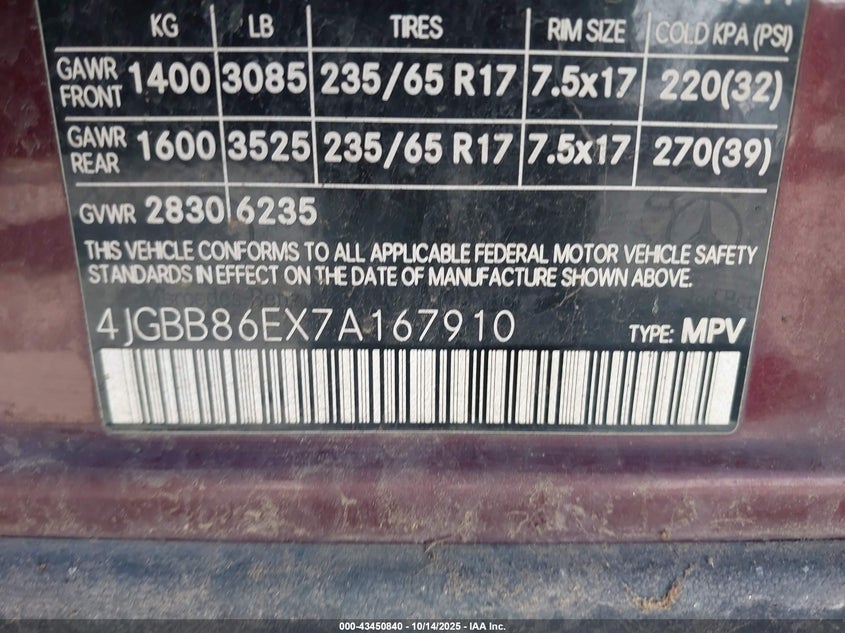 KG LB TIRES RIM SIZE COLD KPA (PSI)
GAWR FRONT 1400 3085 235/65 R17 7.5x17 220(32)
GAWR REAR 1600 3525 235/65 R17 7.5x17 270(39)
GVWR 2830 6235
THIS VEHICLE CONFORMS TO ALL APPLICABLE FEDERAL MOTOR VEHICLE SAFETY
STANDARDS IN EFFECT ON THE DATE OF MANUFACTURE SHOWN ABOVE.
4JGBB86EX7A167910 TYPE: MPV
000-43450840 | 10/14/2025 - IAA Inc.